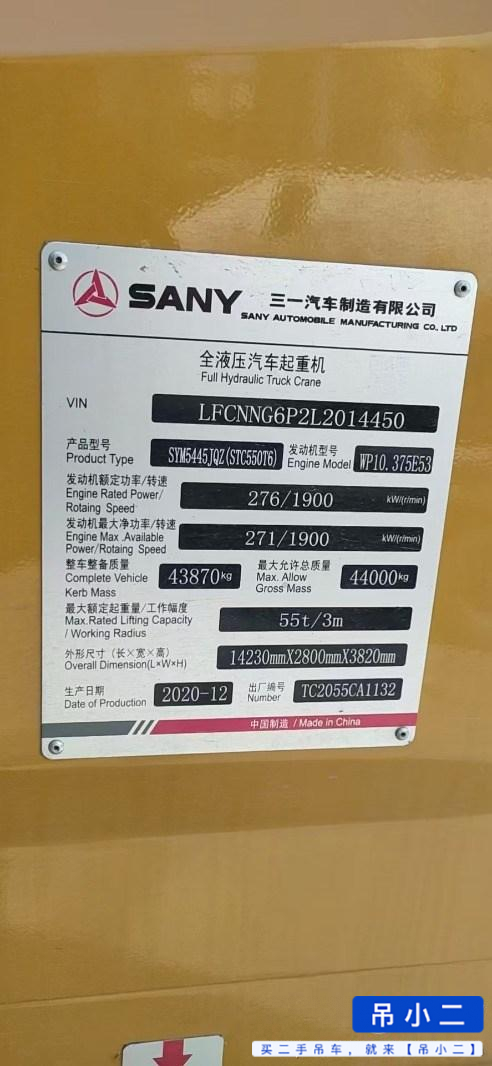 SANY 三一汽车制造有限公司
SANY AUTOMOBILE MANUFACTURING CO., LTD
全液压汽车起重机
Full Hydraulic Truck Crane
VIN LFCNNG6P2L2014450
产品型号 发动机型号
Product Type SYM5445JQZ(STC550T6) Engine Model WP10.375E53
发动机额定功率/转速
Engine Rated Power/ 276/1900 kW/(r/min)
Rotaing Speed
发动机最大净功率/转速
Engine Max .Available 271/1900 kW/(r/min)
Power/Rotaing Speed
整车整备质量 最大允许总质量
Complete Vehicle 43870kg Max. Allow 44000kg
Kerb Mass Gross Mass
最大额定起重量/工作幅度
Max.Rated Lifting Capacity 55t/3m
/ Working Radius
外形尺寸（长×宽×高）
Overall Dimension(L×W×H) 14230mmX2800mmX3820mm
生产日期 出厂编号
Date of Production 2020-12 Number TC2055CA1132
中国制造 / Made in China
吊小二
买二手吊车，就来【吊小二】